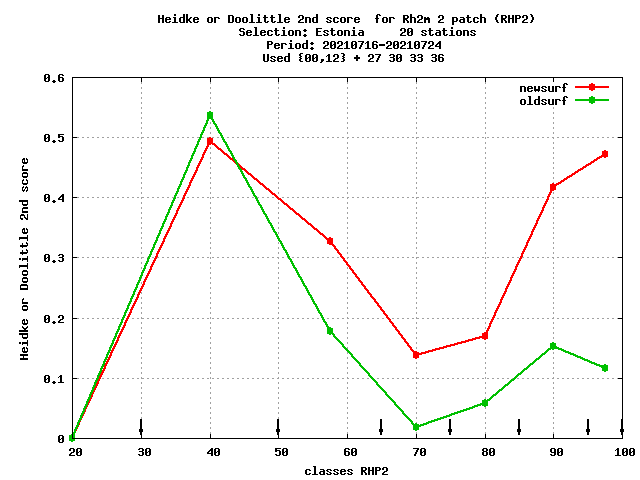 Heidke or Doolittle 2nd score  for Rh2m 2 patch (RHP2)
Selection: Estonia     20 stations
Period: 20210716-20210724
Used {00,12} + 27 30 33 36
newsurf
oldsurf
0.6
0.5
0.4
0.3
0.2
0.1
0
Heidke or Doolittle 2nd score
20 30 40 50 60 70 80 90 100
classes RHP2